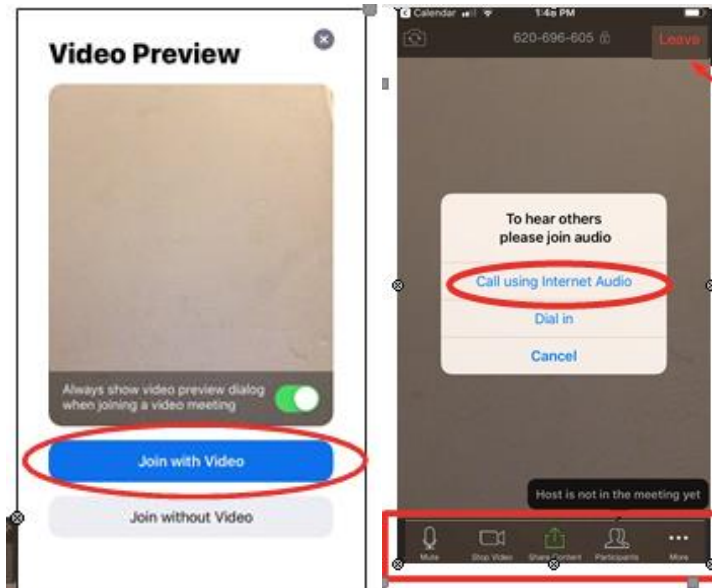 Video Preview
Always show video preview dialog
when joining a video meeting
Join with Video
Join without Video
Calendar 1:46 PM
620-696-605
Leave
To hear others
please join audio
Call using Internet Audio
Dial in
Cancel
Host is not in the meeting yet
Mute Stop Video Share Content Participants More